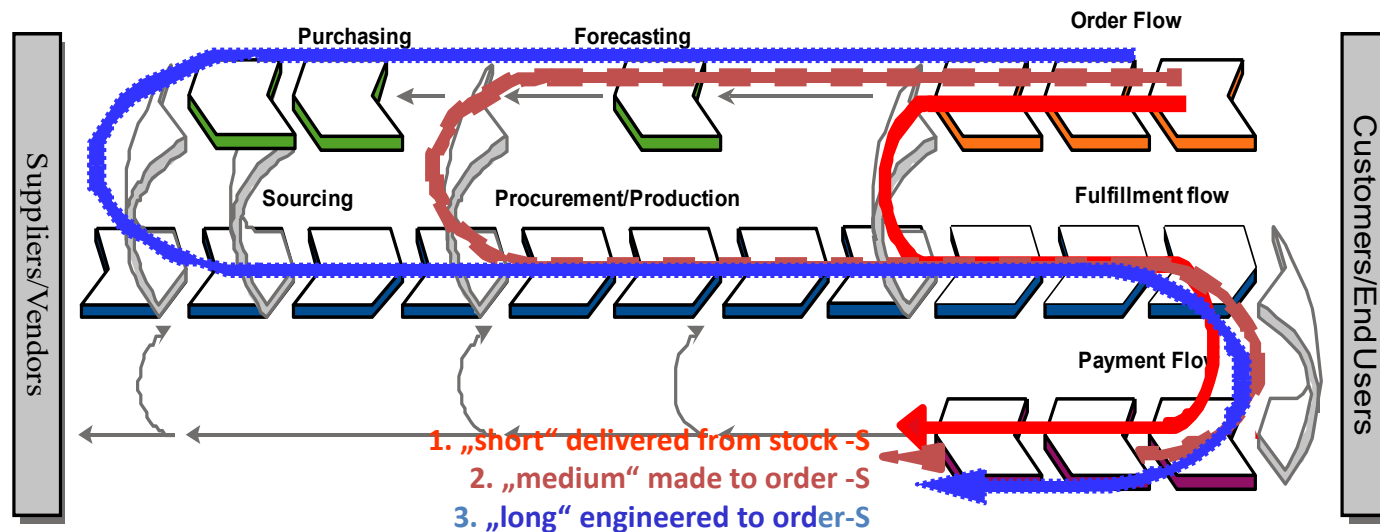 Purchasing
Forecasting
Order Flow
Suppliers/Vendors
Customers/End Users
Sourcing
Procurement/Production
Fulfillment flow
Payment Flow
1. „short“ delivered from stock -S
2. „medium“ made to order -S
3. „long“ engineered to order-S